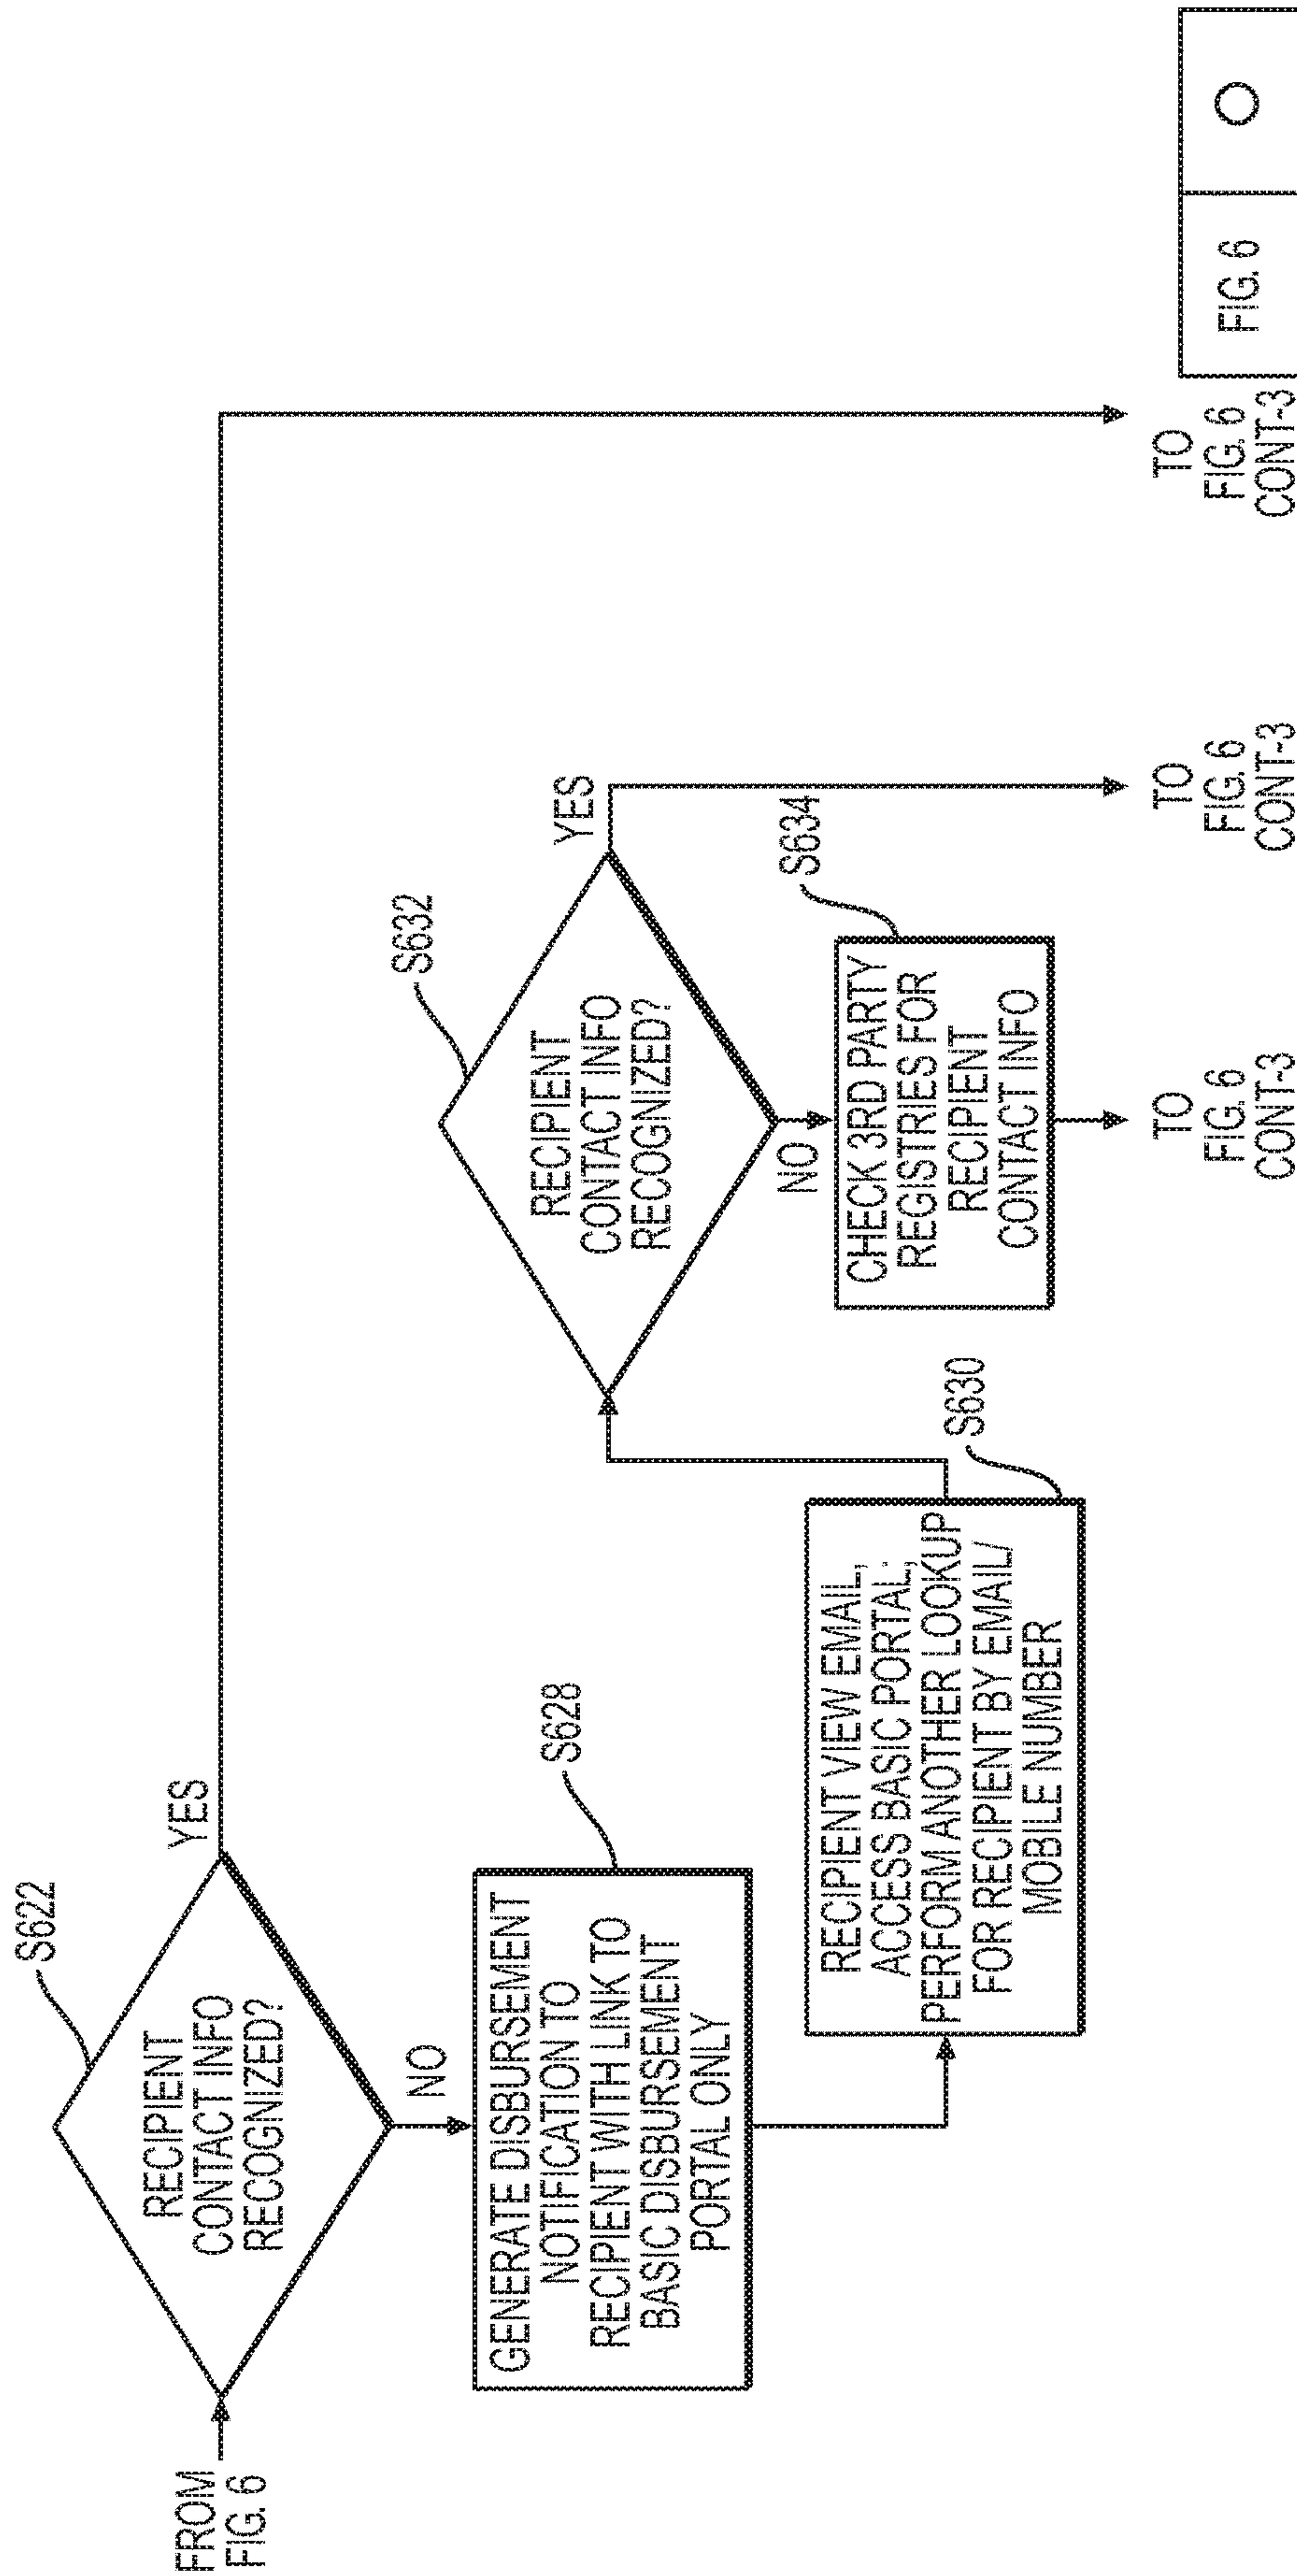 FROM
FIG. 6
S622
RECIPIENT
CONTACT INFO
RECOGNIZED?
YES
NO
S628
GENERATE DISBURSEMENT
NOTIFICATION TO
RECIPIENT WITH LINK TO
BASIC DISBURSEMENT
PORTAL ONLY
RECIPIENT VIEW EMAIL,
ACCESS BASIC PORTAL;
PERFORM ANOTHER LOOKUP
FOR RECIPIENT BY EMAIL/
MOBILE NUMBER
S630
S632
RECIPIENT
CONTACT INFO
RECOGNIZED?
YES
NO
S634
CHECK 3RD PARTY
REGISTRIES FOR
RECIPIENT
CONTACT INFO
TO
FIG. 6
CONT-3
TO
FIG. 6
CONT-3
TO
FIG. 6
CONT-3
FIG. 6